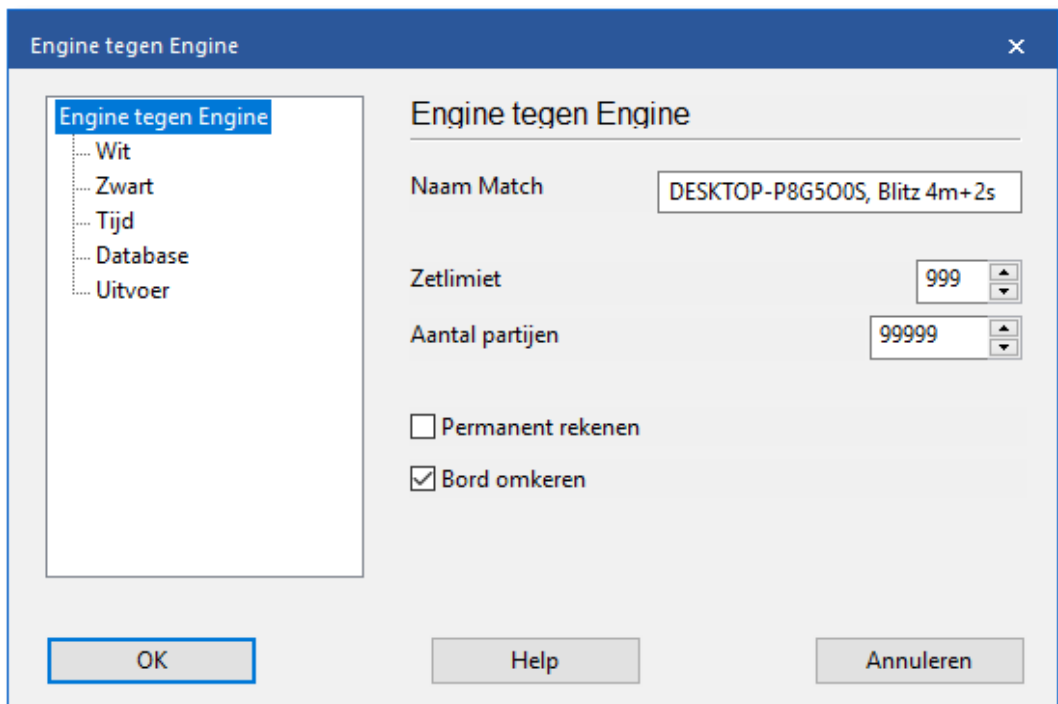 Engine tegen Engine
Engine tegen Engine
Wit
Zwart
Tijd
Database
Uitvoer
Engine tegen Engine
Naam Match DESKTOP-P8G5O0S, Blitz 4m+2s
Zetlimiet 999
Aantal partijen 99999
Permanent rekenen
Bord omkeren
OK Help Annuleren